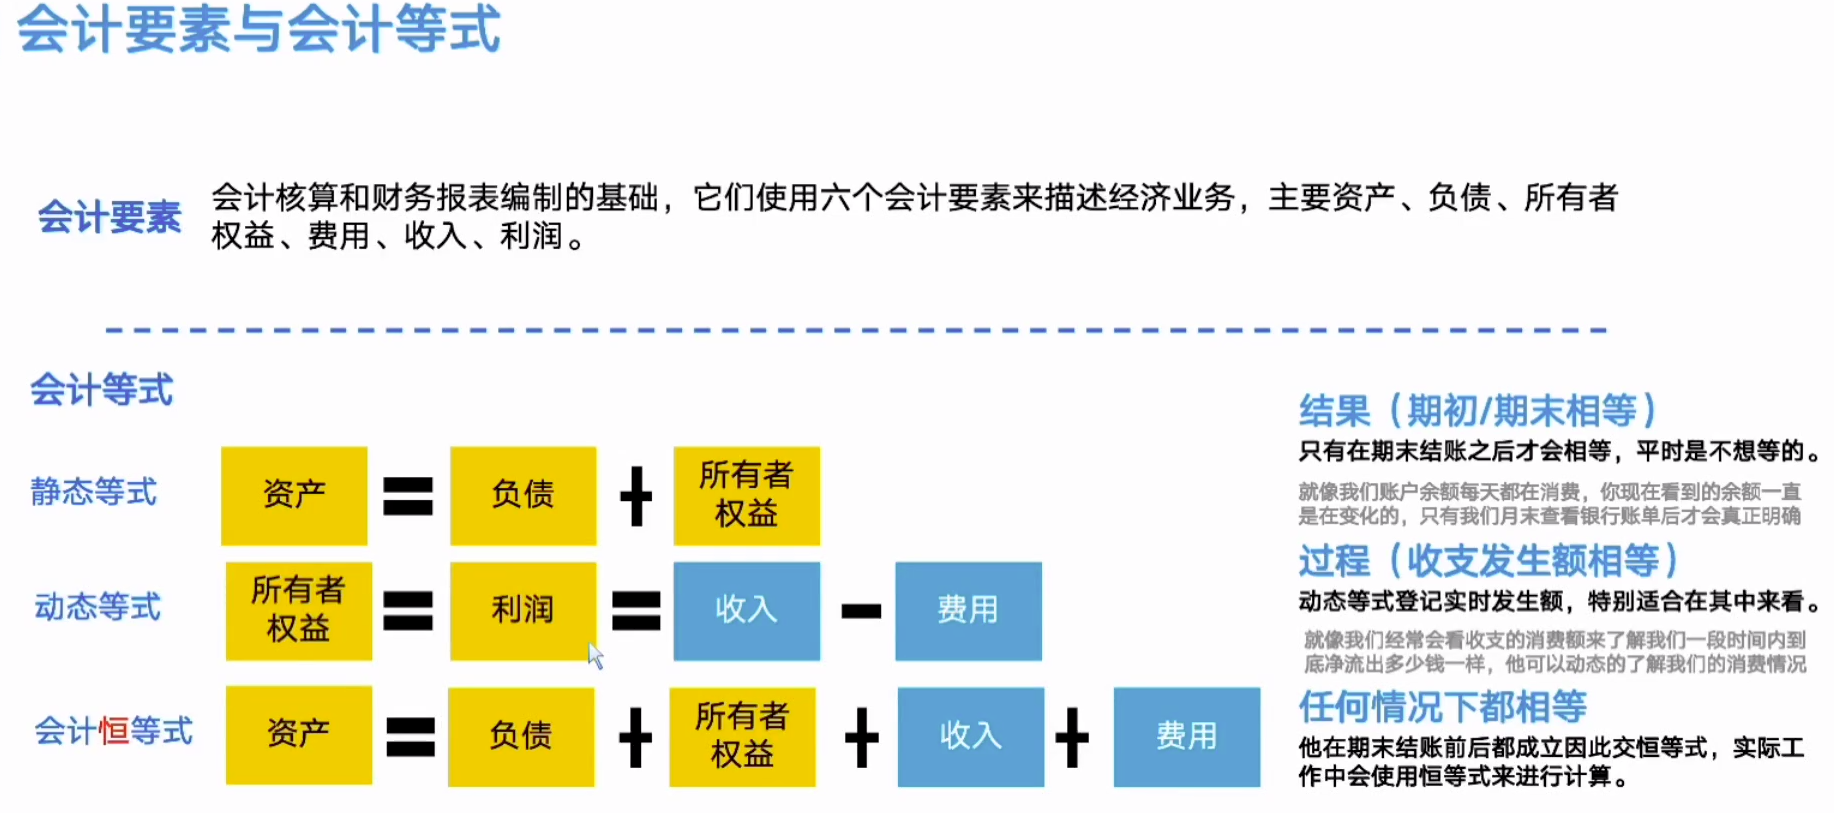 会计要素与会计等式
会计要素
会计核算和财务报表编制的基础，它们使用六个会计要素来描述经济业务，主要资产、负债、所有者
权益、费用、收入、利润。
会计等式
静态等式
资产 = 负债 + 所有者
权益
动态等式
所有者
权益 = 利润 = 收入 - 费用
会计恒等式
资产 = 负债 + 所有者
权益 + 收入 + 费用
结果（期初/期末相等）
只有在期末结账之后才会相等，平时是不想等的。
就像我们账户余额每天都在消费，你现在看到的余额一直
是在变化的，只有我们月末查看银行账单后才会真正明确
过程（收支发生额相等）
动态等式登记实时发生额，特别适合在其中来看。
就像我们经常会看收支的消费额来了解我们一段时间内到
底净流出多少钱一样，他可以动态的了解我们的消费情况
任何情况下都相等
他在期末结账前后都成立因此交恒等式，实际工
作中会使用恒等式来进行计算。